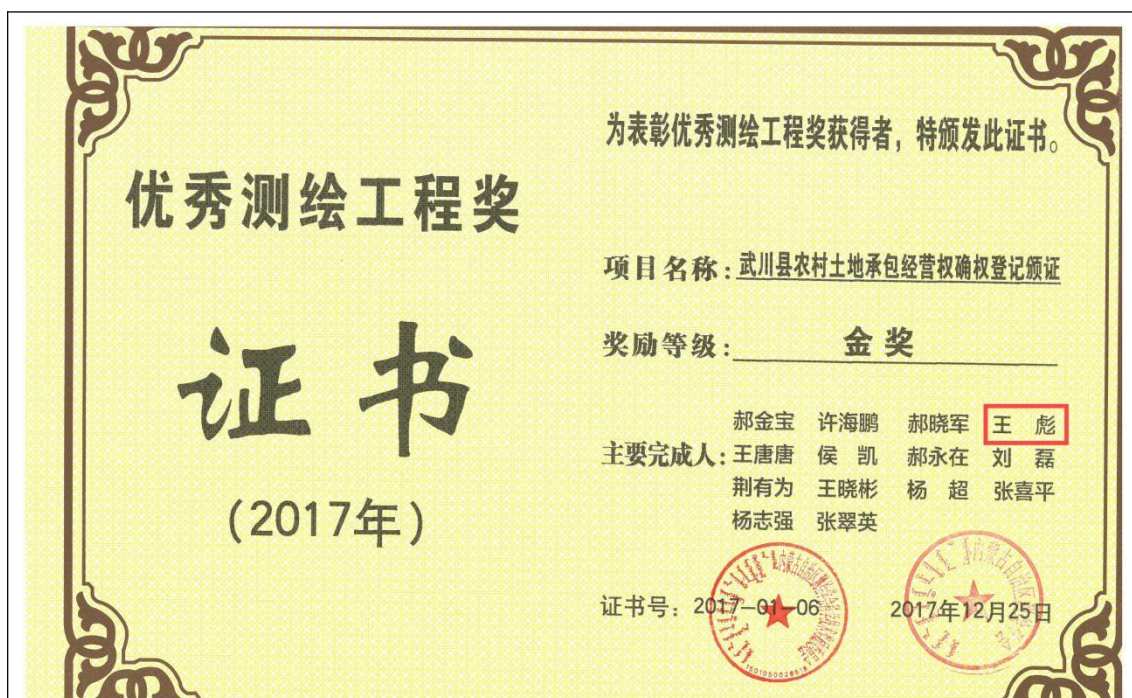 优秀测绘工程奖
证书
(2017年)
为表彰优秀测绘工程奖获得者，特颁发此证书。
项目名称：武川县农村土地承包经营权确权登记颁证
奖励等级：金奖
主要完成人：
郝金宝 许海鹏 郝晓军 王 彪
王唐唐 侯 凯 郝永在 刘 磊
荆有为 王晓彬 杨 超 张喜平
杨志强 张翠英
证书号：2017-01-06
2017年12月25日